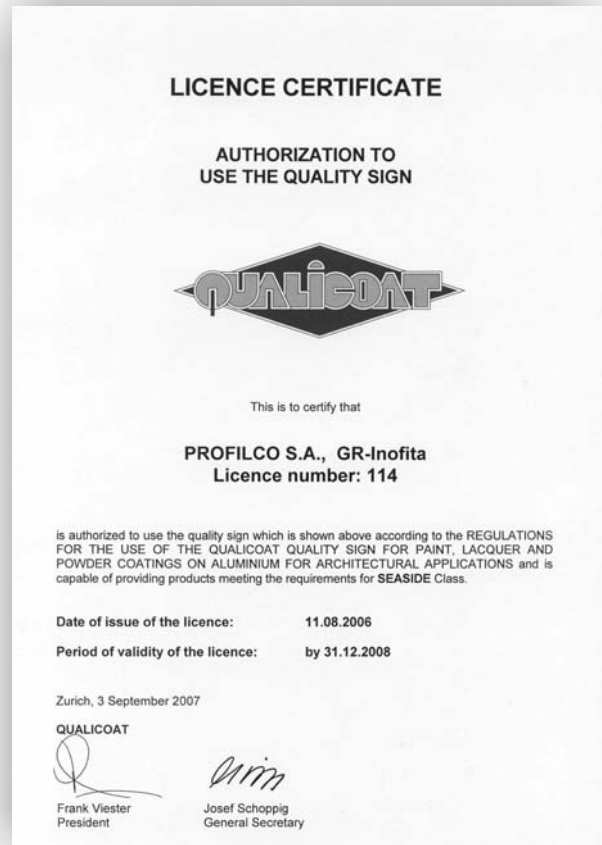 LICENCE CERTIFICATE
AUTHORIZATION TO
USE THE QUALITY SIGN
QUALICOAT
This is to certify that
PROFILCO S.A., GR-Inofita
Licence number: 114
is authorized to use the quality sign which is shown above according to the REGULATIONS
FOR THE USE OF THE QUALICOAT QUALITY SIGN FOR PAINT, LACQUER AND
POWDER COATINGS ON ALUMINIUM FOR ARCHITECTURAL APPLICATIONS and is
capable of providing products meeting the requirements for SEASIDE Class.
Date of issue of the licence: 11.08.2006
Period of validity of the licence: by 31.12.2008
Zurich, 3 September 2007
QUALICOAT
Frank Viester Josef Schoppig
President General Secretary